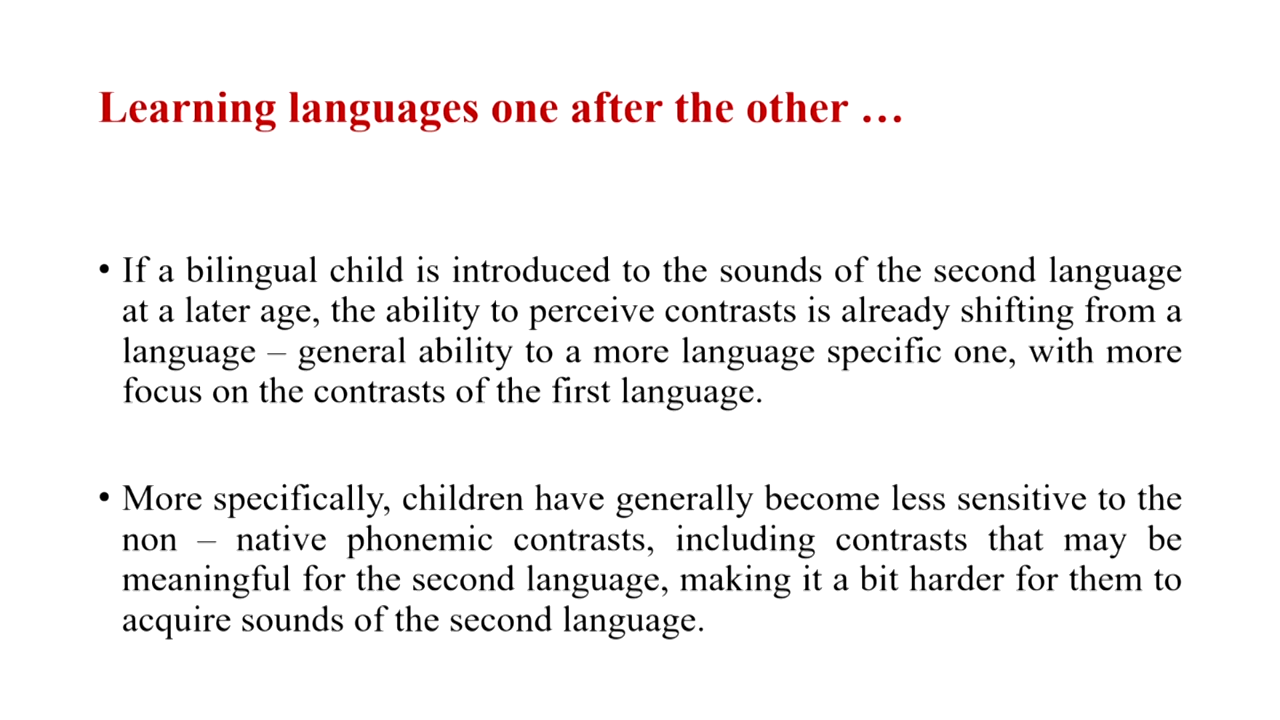 Learning languages one after the other …
• If a bilingual child is introduced to the sounds of the second language
at a later age, the ability to perceive contrasts is already shifting from a
language – general ability to a more language specific one, with more
focus on the contrasts of the first language.
• More specifically, children have generally become less sensitive to the
non – native phonemic contrasts, including contrasts that may be
meaningful for the second language, making it a bit harder for them to
acquire sounds of the second language.